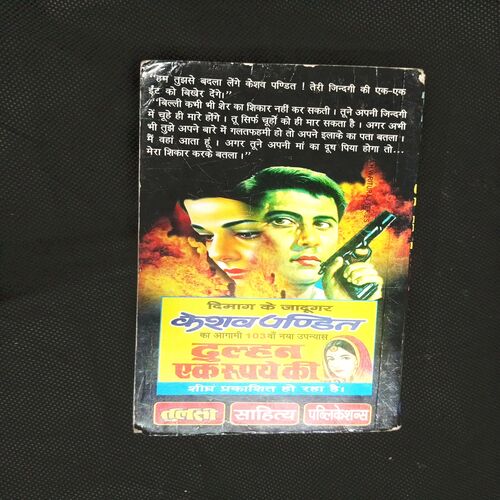 "हम तुझसे बदला लेंगे केशव पण्डित ! तेरी जिन्दगी की एक-एक
ईंट को बिखेर देंगे।"
"बिल्ली कभी भी शेर का शिकार नहीं कर सकती । तूने अपनी जिन्दगी
में चूहे ही मारे होंगे । तू सिर्फ चूहों को ही मार सकता है । अगर अभी
भी तुझे अपने बारे में गलतफहमी हो तो अपने इलाके का पता बतला ।
मैं वहां आता हूं । अगर तूने अपनी मां का दूध पिया होगा तो...
मेरा शिकार करके बतला ।"
दिमाग के जादूगर
केशव पण्डित
का आगामी 103वां नया उपन्यास
दुल्हन
एक रूपये की
शीघ्र प्रकाशित हो रहा है।
तुलसी साहित्य पब्लिकेशन्स